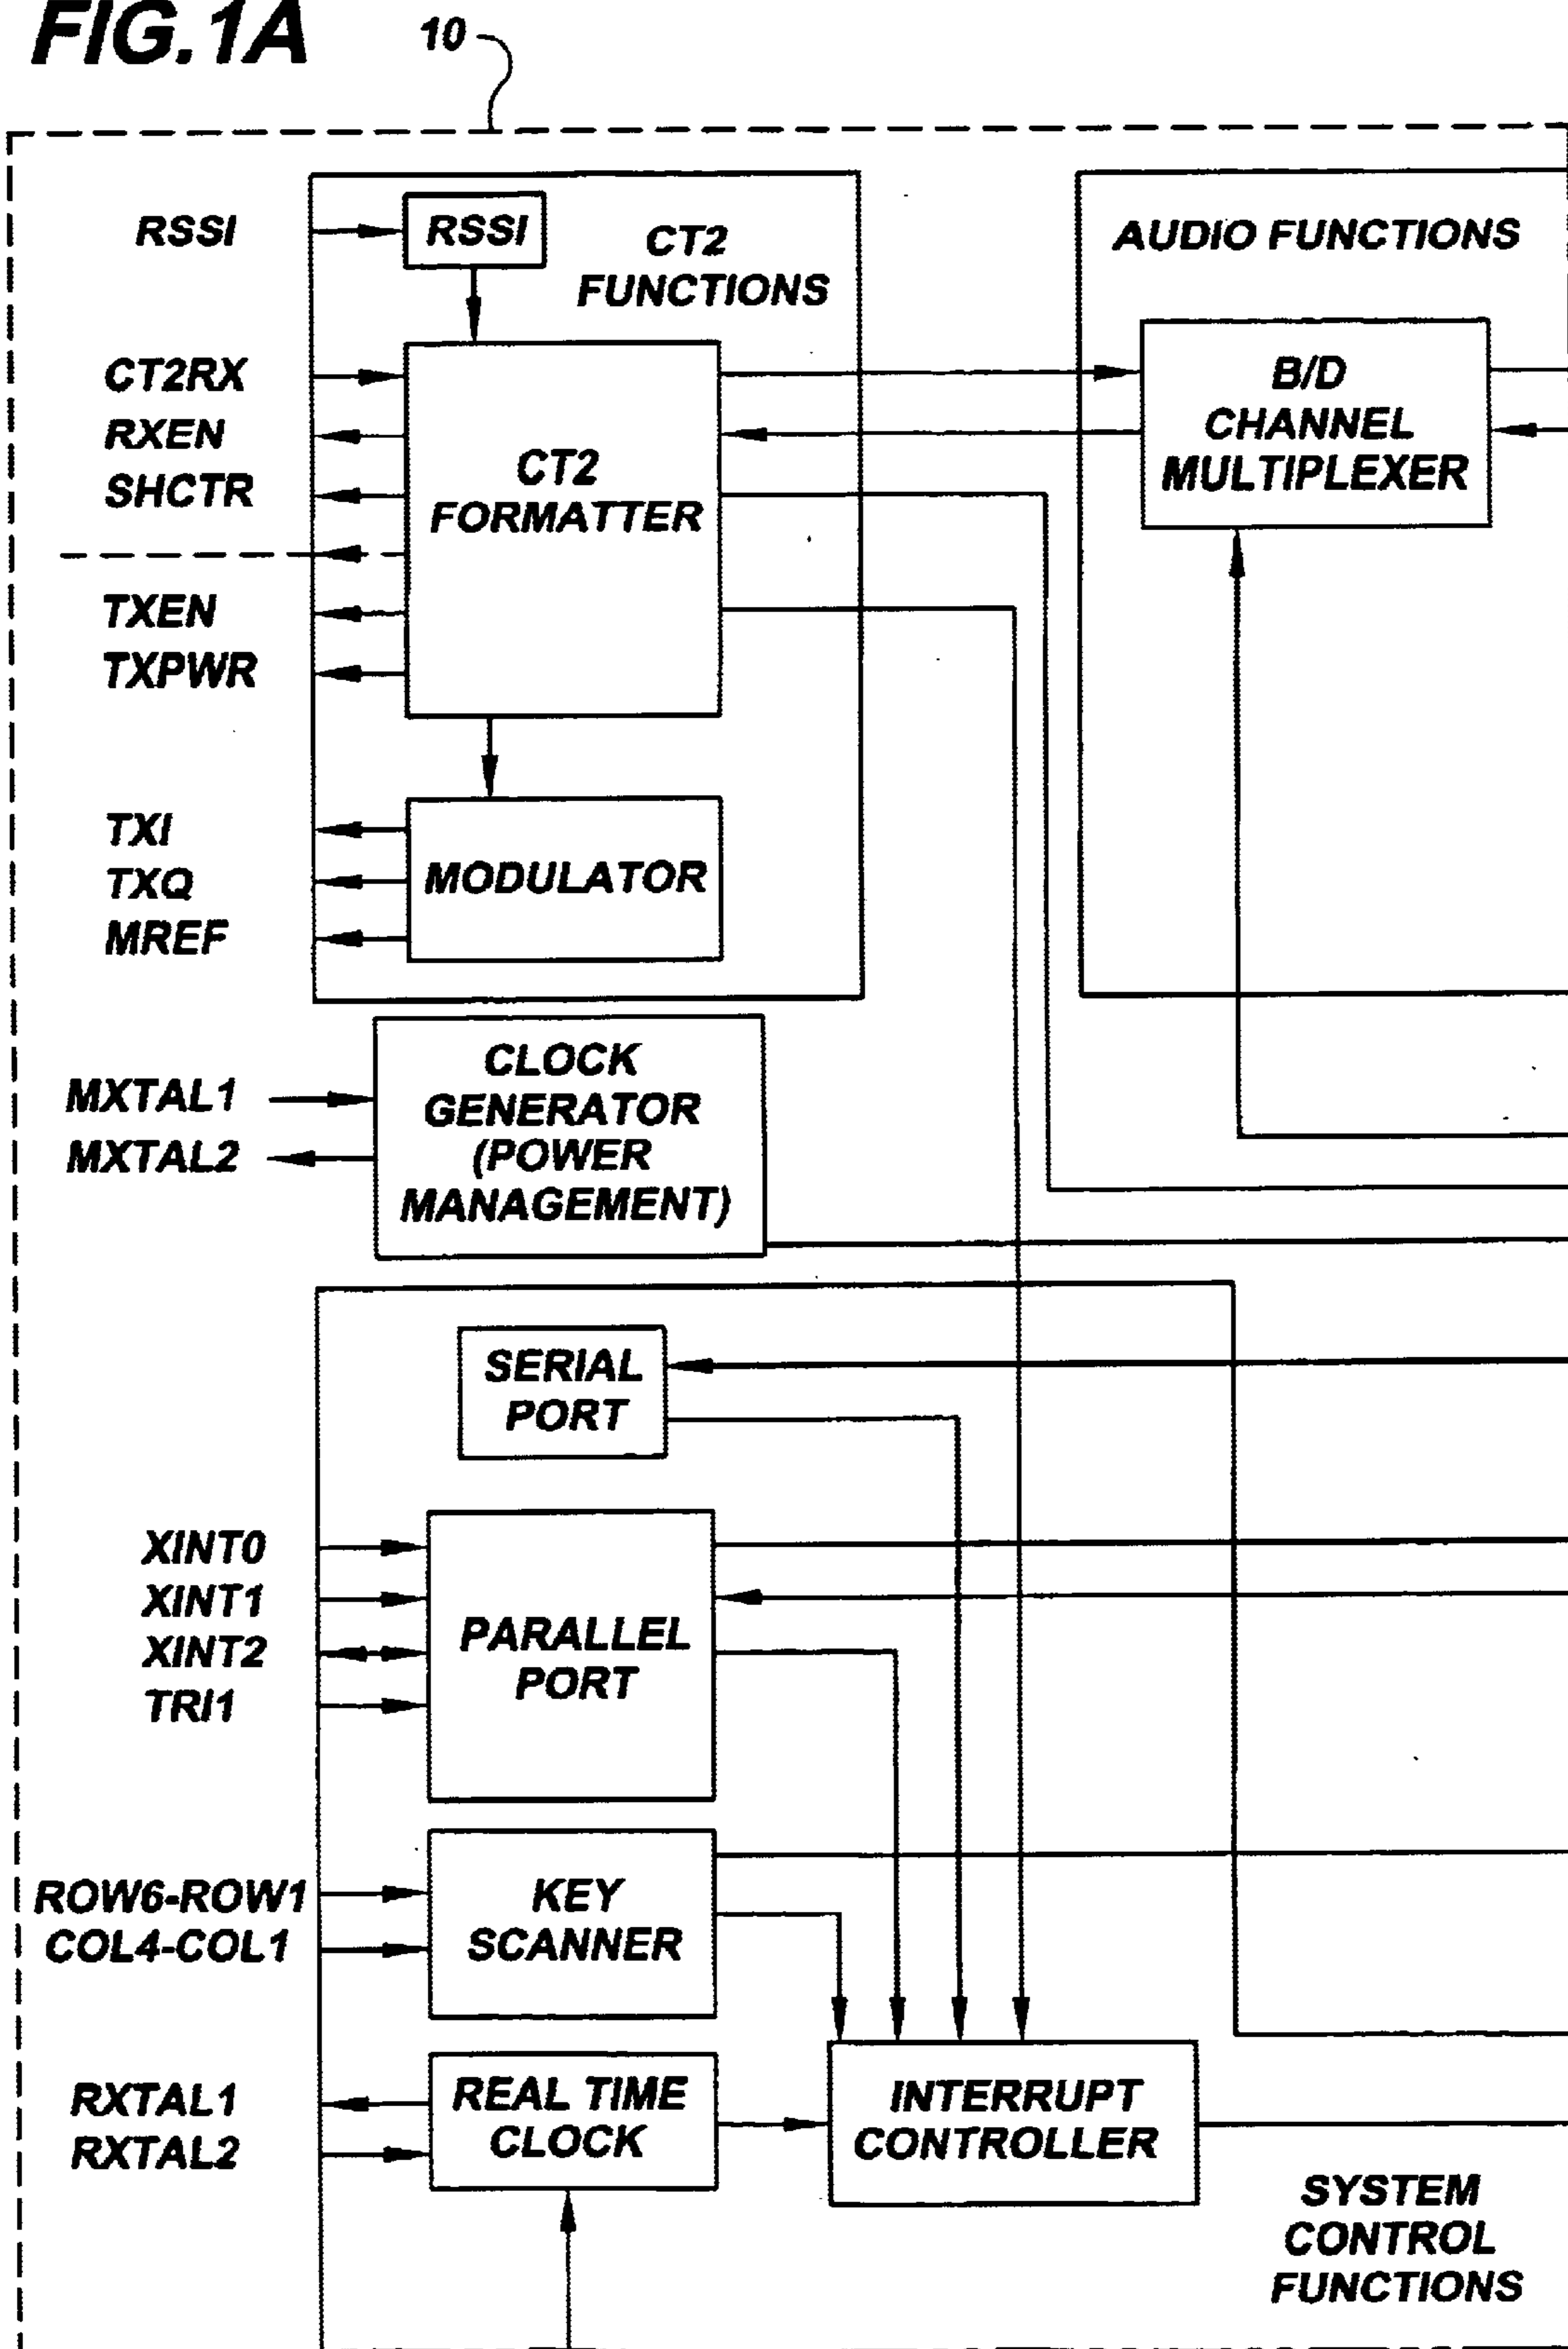 FIG.1A
10
RSSI
RSSI
CT2
FUNCTIONS
AUDIO FUNCTIONS
CT2RX
RXEN
SHCTR
TXEN
TXPWR
CT2
FORMATTER
B/D
CHANNEL
MULTIPLEXER
TXI
TXQ
MREF
MODULATOR
MXTAL1
MXTAL2
CLOCK
GENERATOR
(POWER
MANAGEMENT)
SERIAL
PORT
XINT0
XINT1
XINT2
TRI1
PARALLEL
PORT
ROW6-ROW1
COL4-COL1
KEY
SCANNER
RXTAL1
RXTAL2
REAL TIME
CLOCK
INTERRUPT
CONTROLLER
SYSTEM
CONTROL
FUNCTIONS